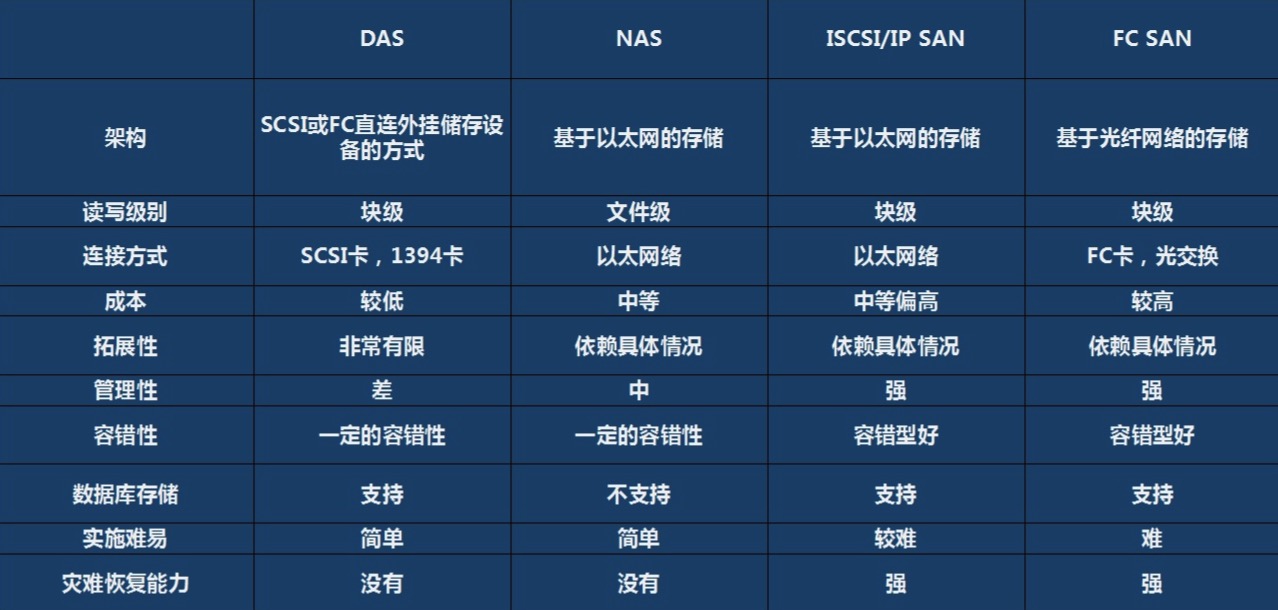 DAS NAS ISCSI/IP SAN FC SAN
架构 SCSI或FC直连外挂储存设 基于以太网的存储 基于以太网的存储 基于光纤网络的存储
备的方式
读写级别 块级 文件级 块级 块级
连接方式 SCSI卡，1394卡 以太网络 以太网络 FC卡，光交换
成本 较低 中等 中等偏高 较高
拓展性 非常有限 依赖具体情况 依赖具体情况 依赖具体情况
管理性 差 中 强 强
容错性 一定的容错性 一定的容错性 容错型好 容错型好
数据库存储 支持 不支持 支持 支持
实施难易 简单 简单 较难 难
灾难恢复能力 没有 没有 强 强